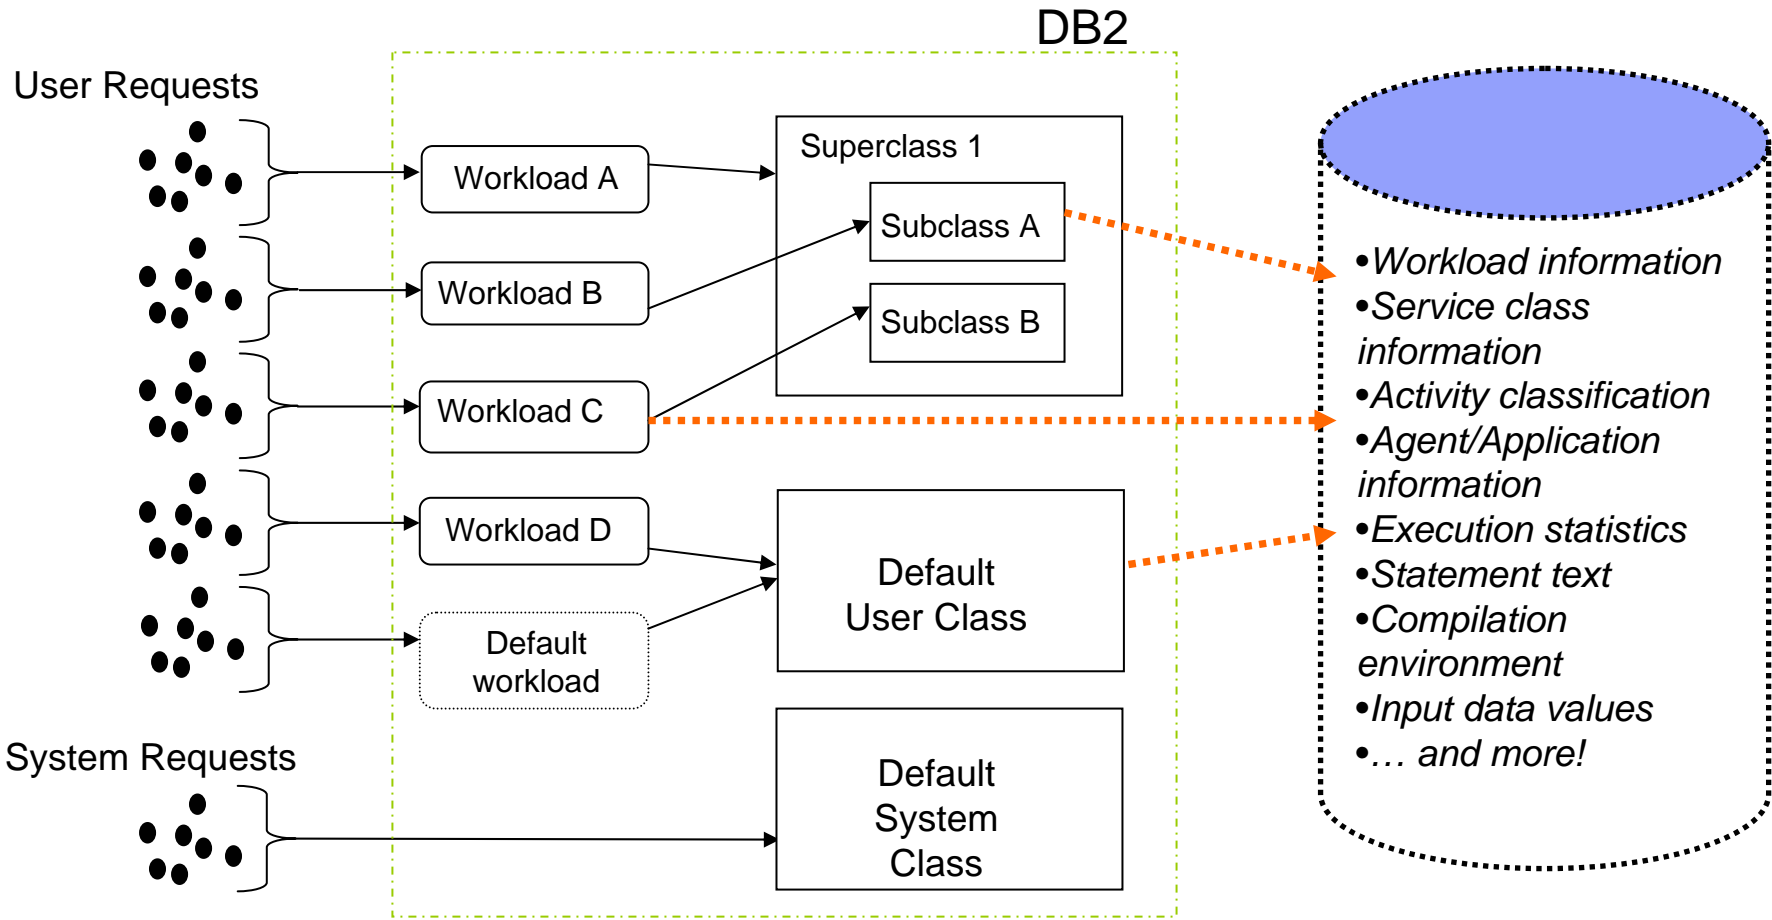 DB2
User Requests
Workload A
Superclass 1
Subclass A
Workload B
Subclass B
Workload C
Workload D
Default
User Class
Default
workload
System Requests
Default
System
Class
•Workload information
•Service class
information
•Activity classification
•Agent/Application
information
•Execution statistics
•Statement text
•Compilation
environment
•Input data values
•… and more!